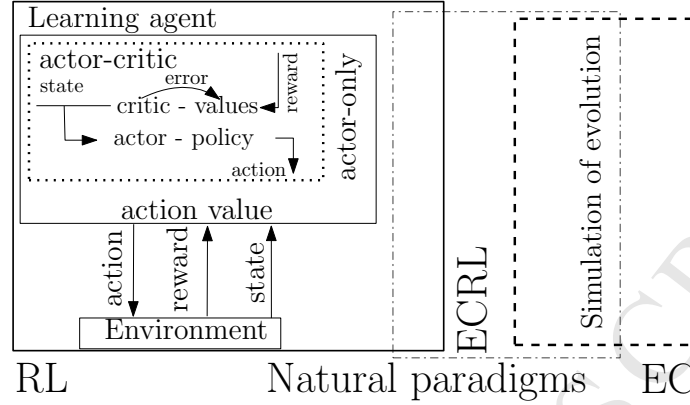 Learning agent
actor-critic
state
error
reward
critic - values
actor - policy
action
actor-only
action value
action
reward
state
Environment
ECRL
Simulation of evolution
RL
Natural paradigms
EC